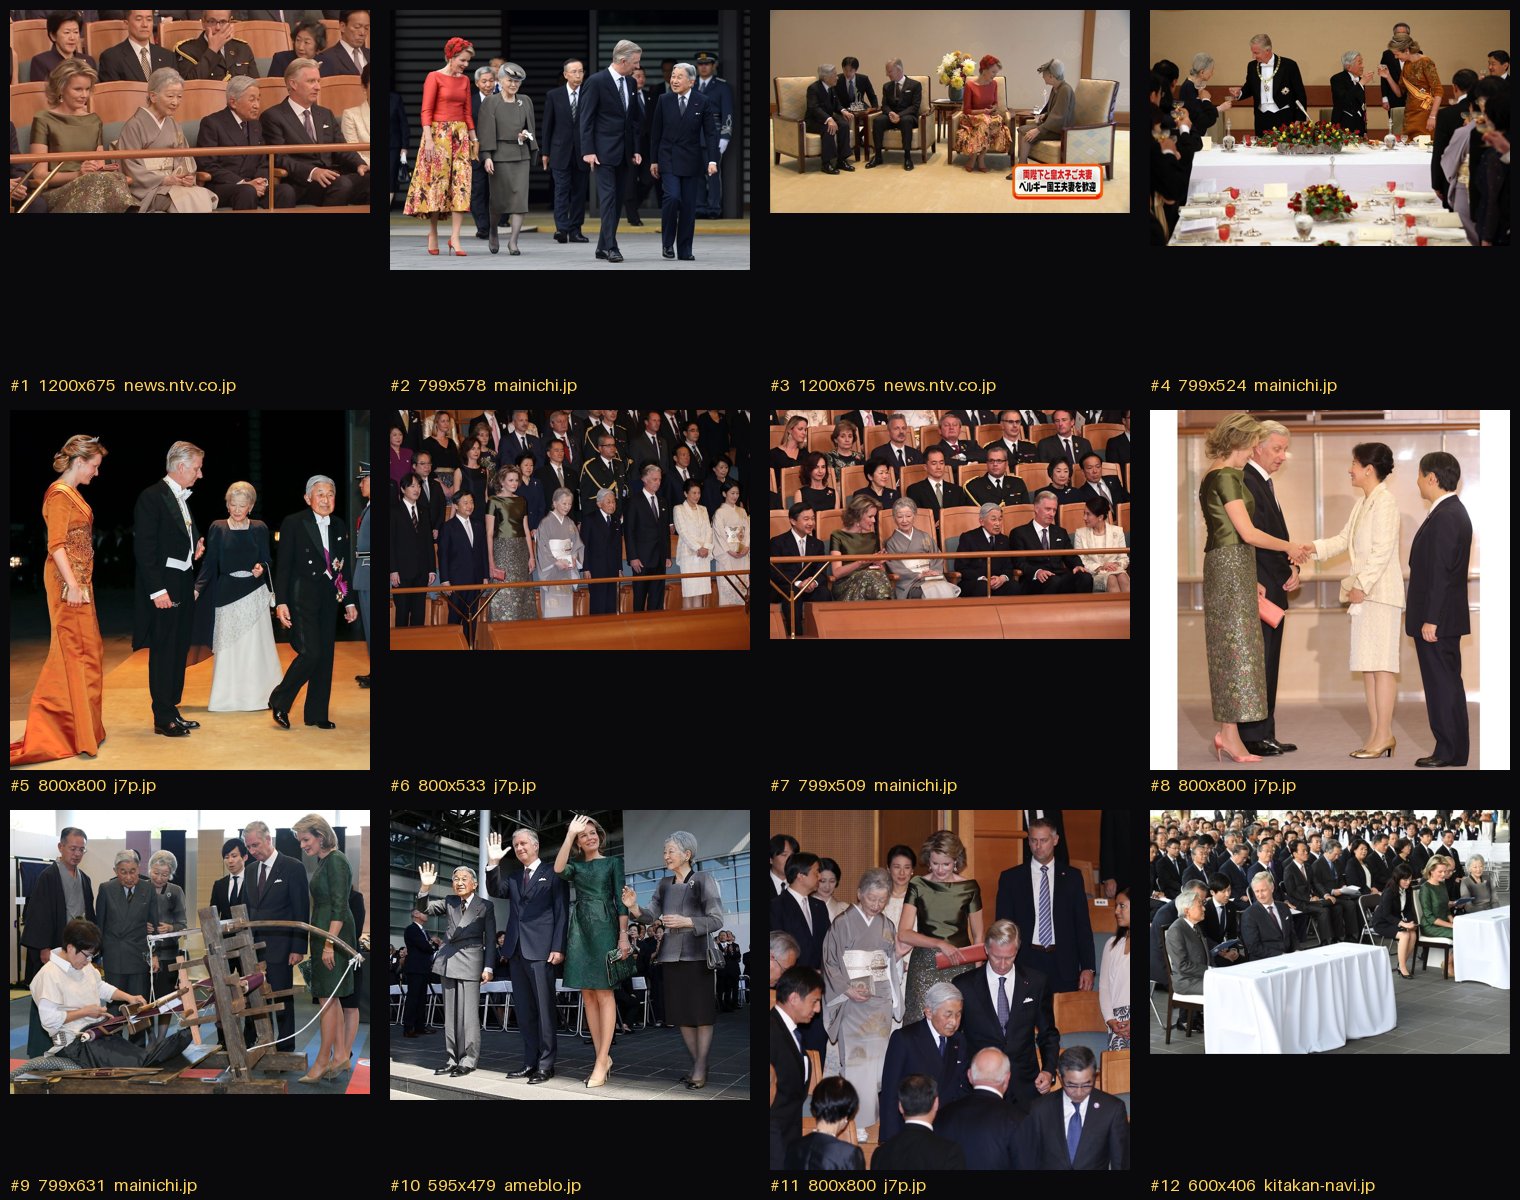 両陛下と皇太子ご夫妻
ベルギー国王夫妻を歓迎
#1 1200x675 news.ntv.co.jp
#2 799x578 mainichi.jp
#3 1200x675 news.ntv.co.jp
#4 799x524 mainichi.jp
#5 800x800 j7p.jp
#6 800x533 j7p.jp
#7 799x509 mainichi.jp
#8 800x800 j7p.jp
#9 799x631 mainichi.jp
#10 595x479 ameblo.jp
#11 800x800 j7p.jp
#12 600x406 kitakan-navi.jp